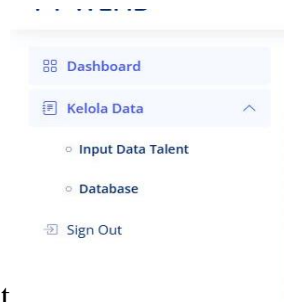 Dashboard
Kelola Data
Input Data Talent
Database
Sign Out
t